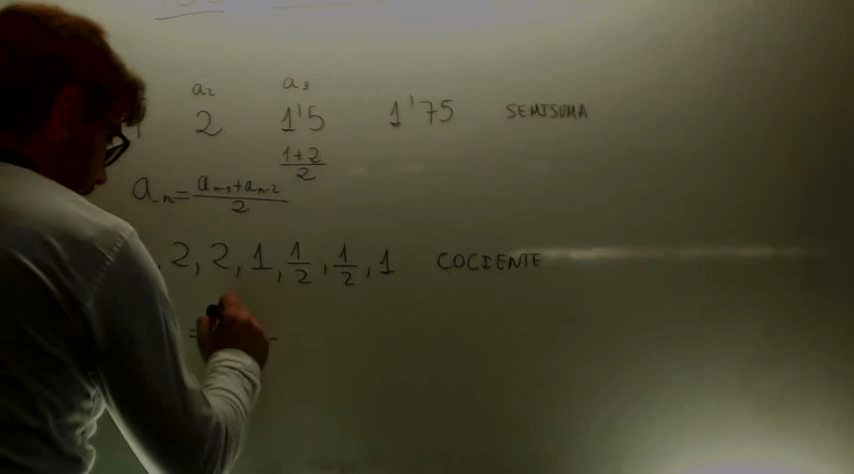 a₂ a₃
2 1'5 1'75 SEMISUMA
1+2
2
aₙ = aₙ₋₁ + aₙ₋₂
2
, 2, 2, 1, 1/2, 1/2, 1 COCIENTE
=